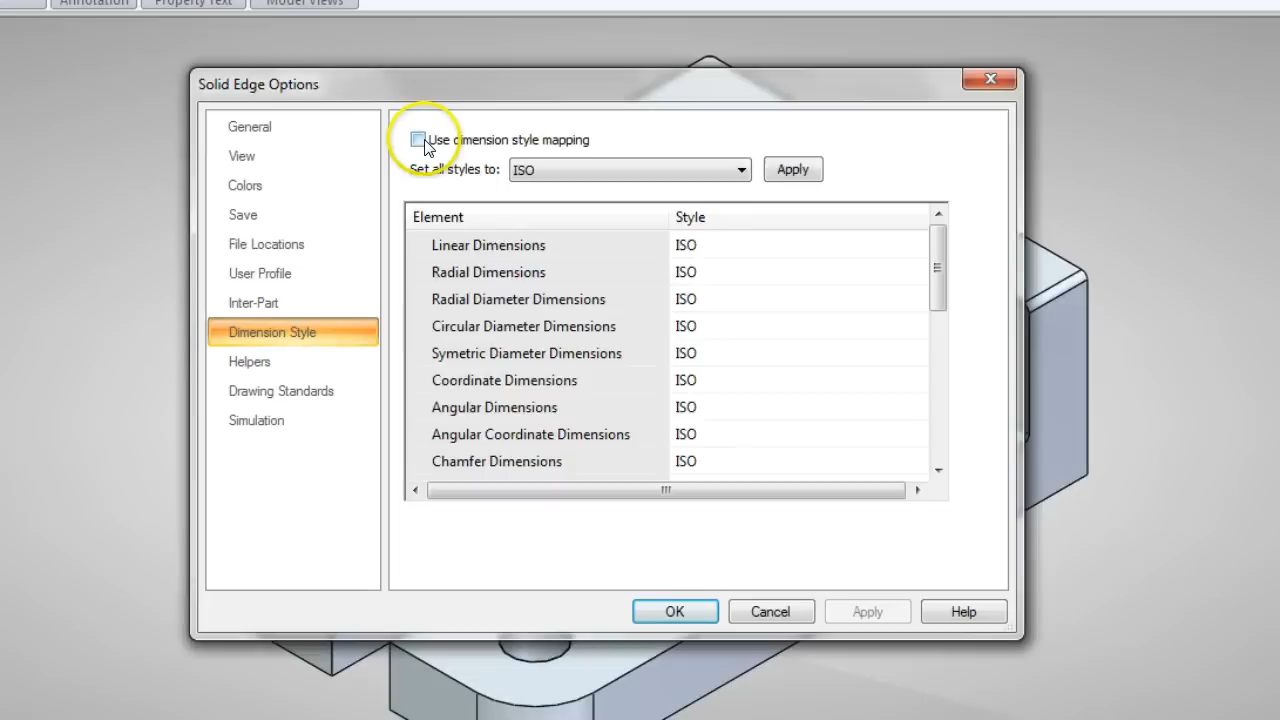 Annotation Property Text Model Views
Solid Edge Options
General
View
Colors
Save
File Locations
User Profile
Inter-Part
Dimension Style
Helpers
Drawing Standards
Simulation
Use dimension style mapping
Set all styles to: ISO Apply
Element Style
Linear Dimensions ISO
Radial Dimensions ISO
Radial Diameter Dimensions ISO
Circular Diameter Dimensions ISO
Symetric Diameter Dimensions ISO
Coordinate Dimensions ISO
Angular Dimensions ISO
Angular Coordinate Dimensions ISO
Chamfer Dimensions ISO
OK Cancel Apply Help